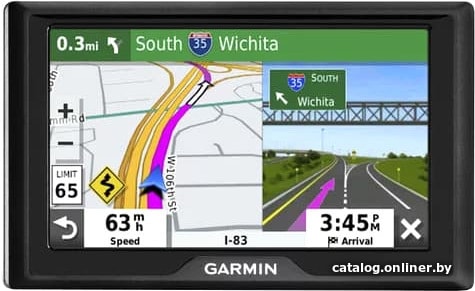 0.3mi South 35 Wichita
35 SOUTH
Wichita
mm Rd
W 106th St
LIMIT
65
63 mh
Speed
I-83
3:45 PM
Arrival
GARMIN
catalog.onliner.by